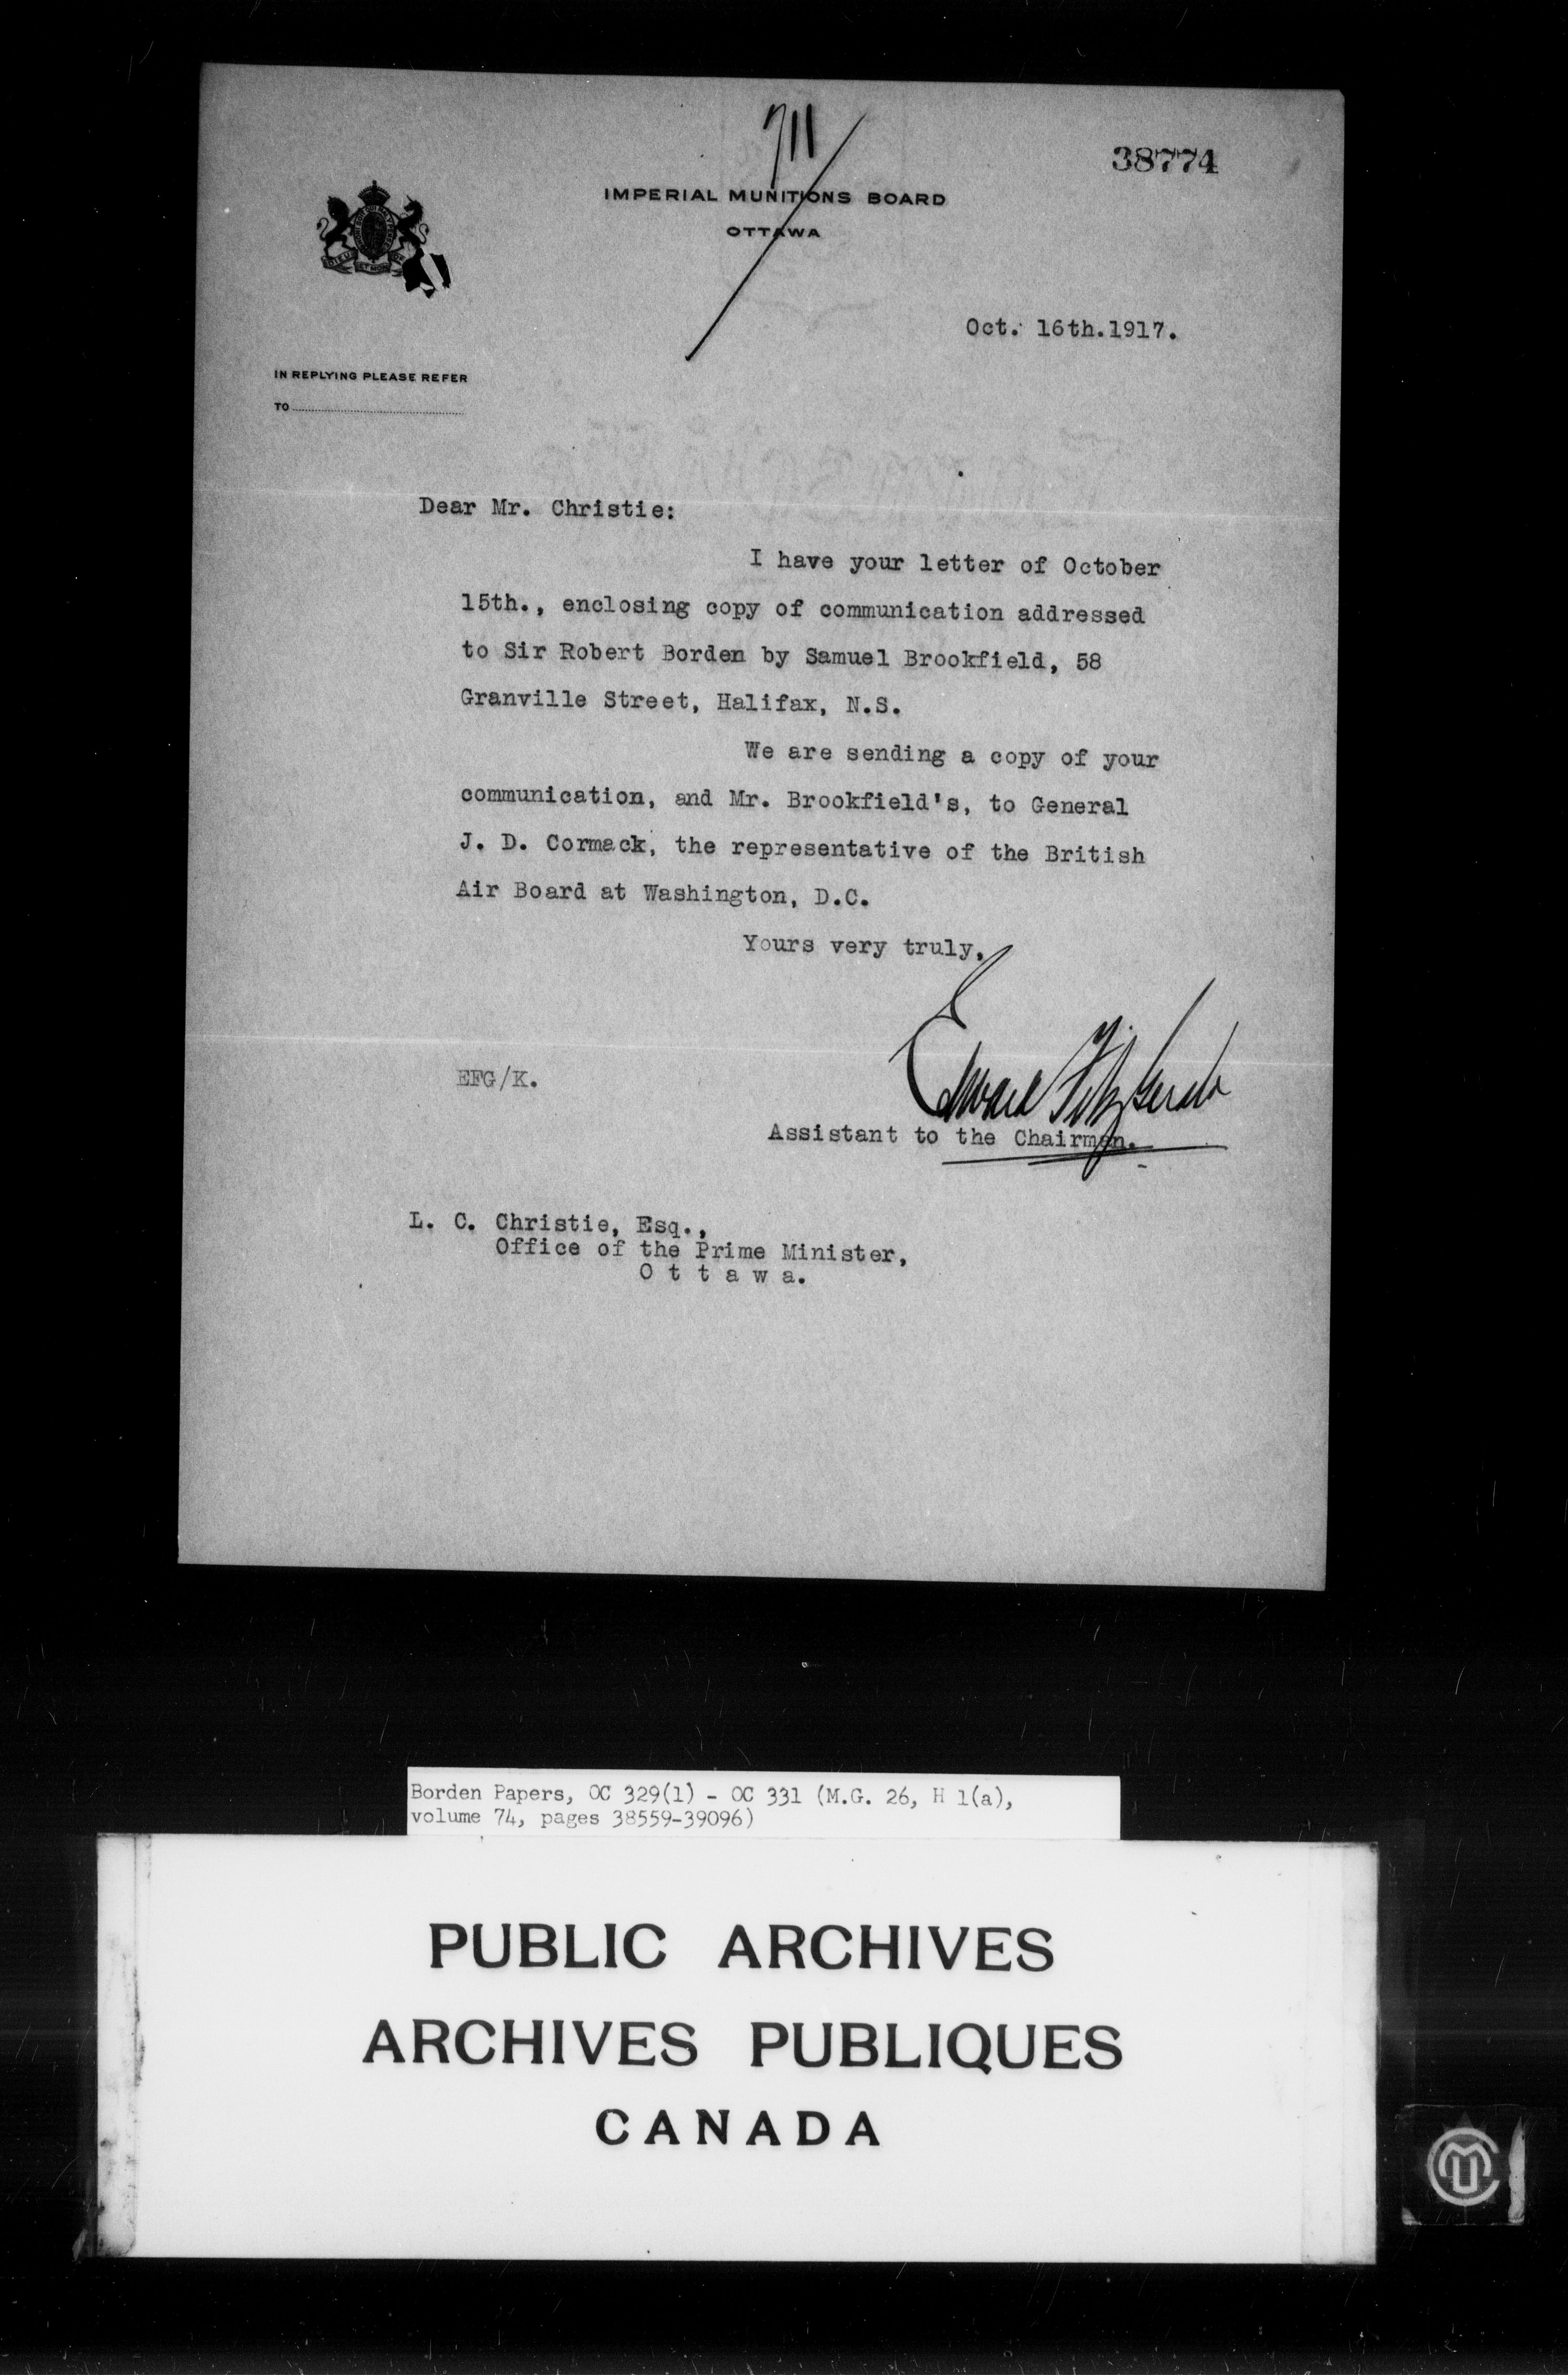 711
38774
IMPERIAL MUNITIONS BOARD
OTTAWA
Oct. 16th.1917.
IN REPLYING PLEASE REFER
TO
Dear Mr. Christie:
I have your letter of October
15th., enclosing copy of communication addressed
to Sir Robert Borden by Samuel Brookfield, 58
Granville Street, Halifax, N.S.
We are sending a copy of your
communication, and Mr. Brookfield's, to General
J. D. Cormack, the representative of the British
Air Board at Washington, D.C.
Yours very truly,
Edward FitzGerald
EFG/K.
Assistant to the Chairman.
L. C. Christie, Esq.,
Office of the Prime Minister,
O t t a w a.
Borden Papers, OC 329(1) - OC 331 (M.G. 26, H 1(a),
volume 74, pages 38559-39096)
PUBLIC ARCHIVES
ARCHIVES PUBLIQUES
CANADA